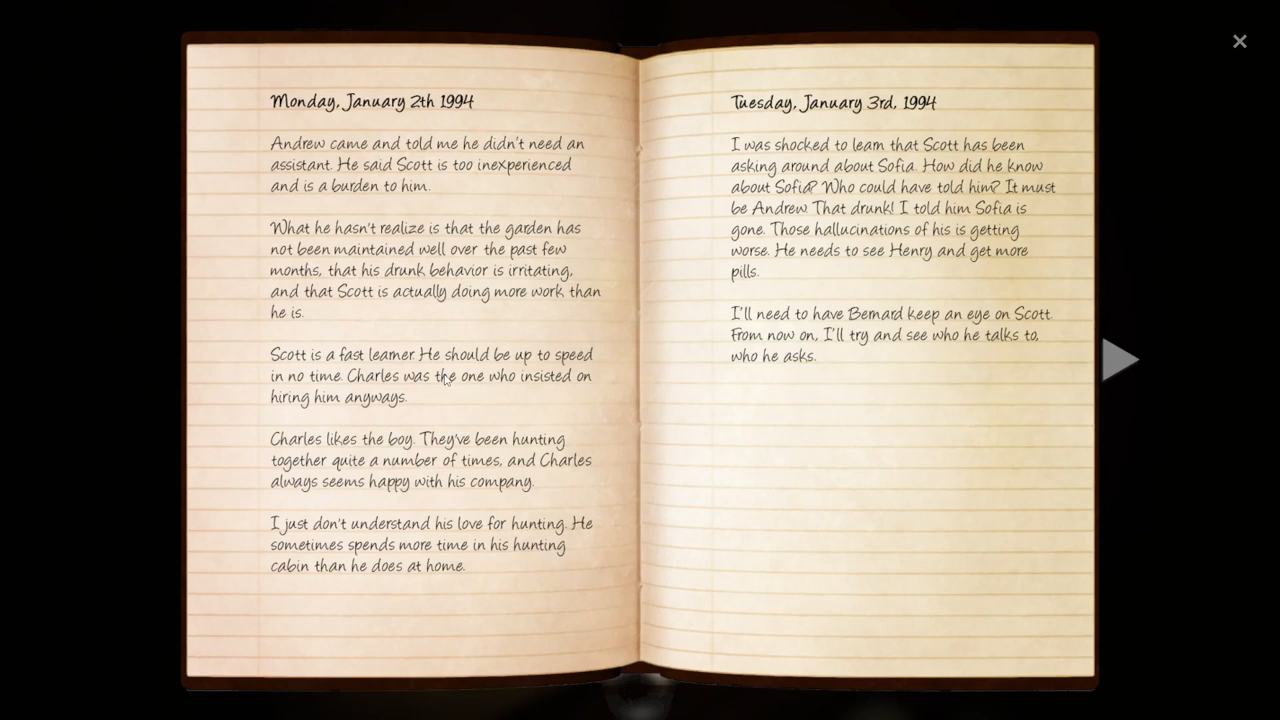 Monday, January 2th 1994
Andrew came and told me he didn't need an
assistant. He said Scott is too inexperienced
and is a burden to him.
What he hasn't realize is that the garden has
not been maintained well over the past few
months, that his drunk behavior is irritating,
and that Scott is actually doing more work than
he is.
Scott is a fast learner. He should be up to speed
in no time. Charles was the one who insisted on
hiring him anyways.
Charles likes the boy. They've been hunting
together quite a number of times, and Charles
always seems happy with his company.
I just don't understand his love for hunting. He
sometimes spends more time in his hunting
cabin than he does at home.
Tuesday, January 3rd, 1994
I was shocked to learn that Scott has been
asking around about Sofia. How did he know
about Sofia? Who could have told him? It must
be Andrew. That drunk! I told him Sofia is
gone. Those hallucinations of his is getting
worse. He needs to see Henry and get more
pills.
I'll need to have Bernard keep an eye on Scott.
From now on, I'll try and see who he talks to,
who he asks.